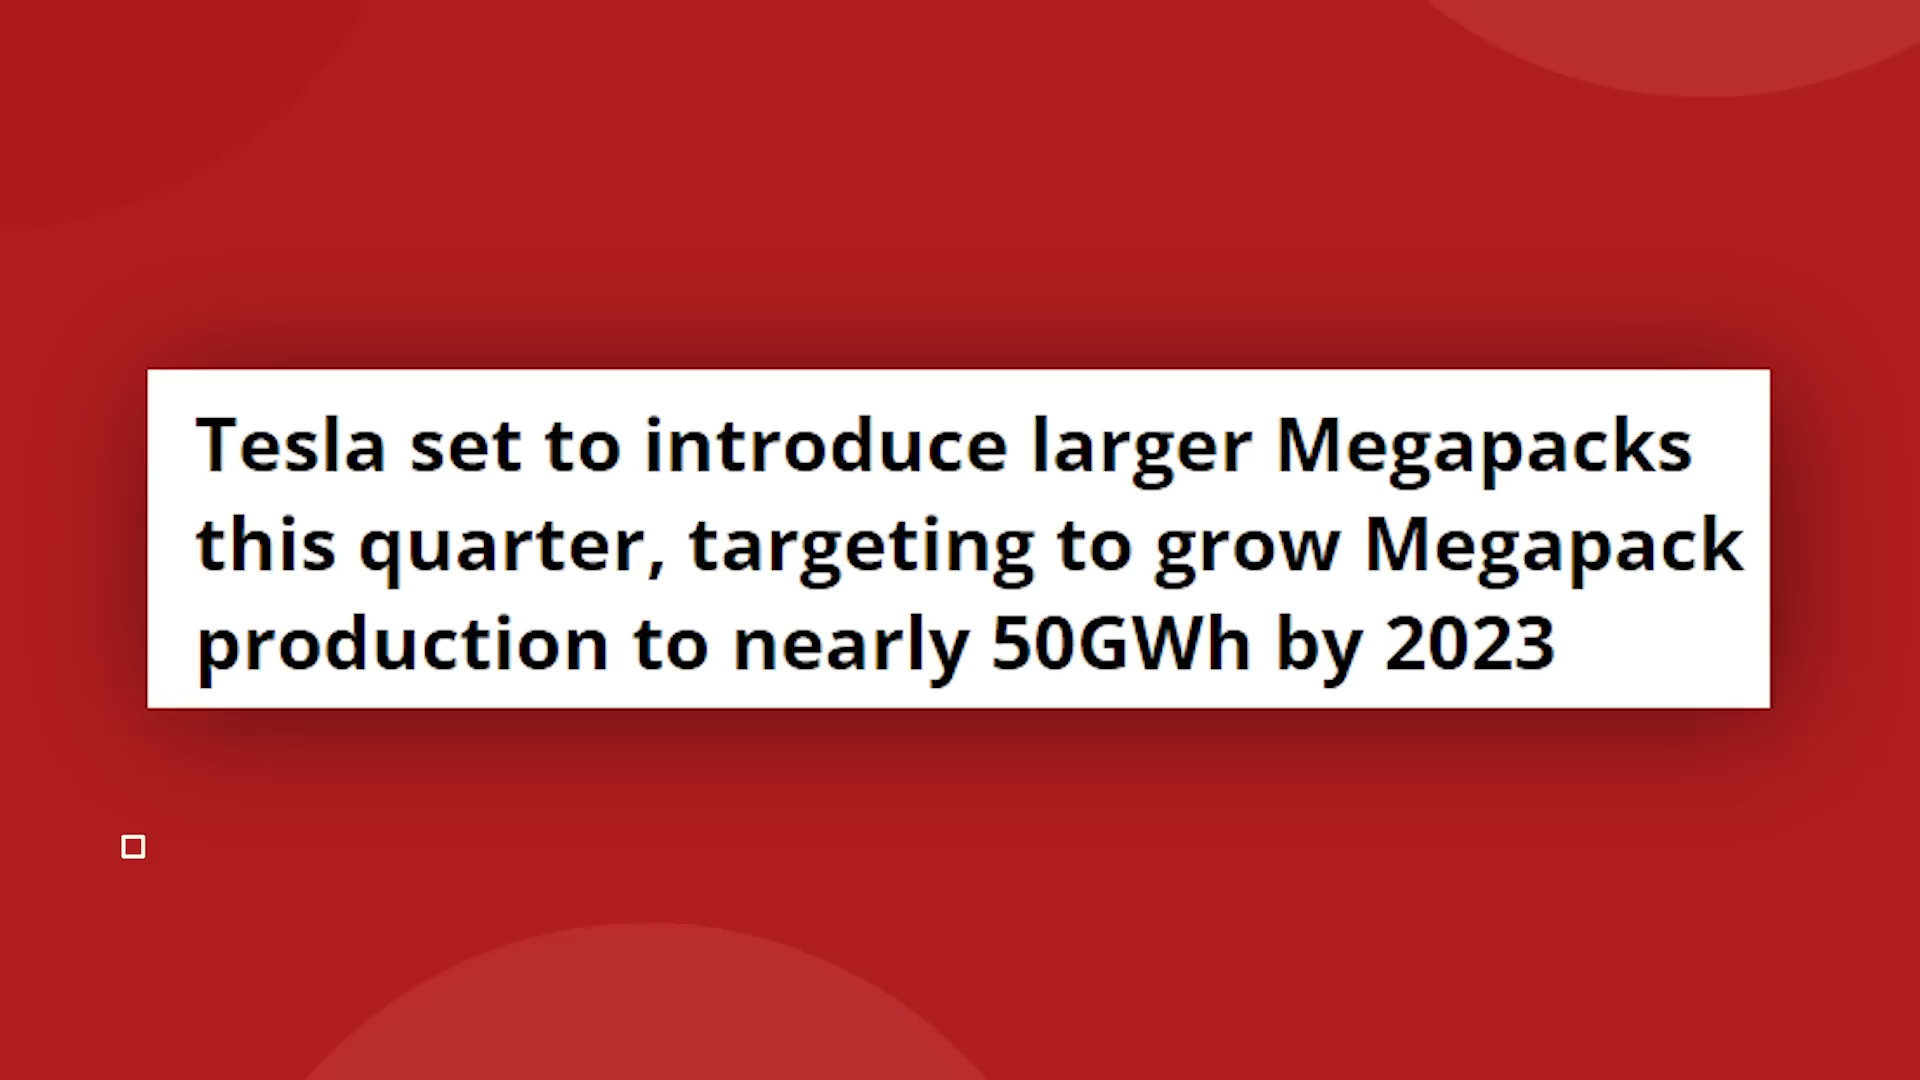 Tesla set to introduce larger Megapacks
this quarter, targeting to grow Megapack
production to nearly 50GWh by 2023